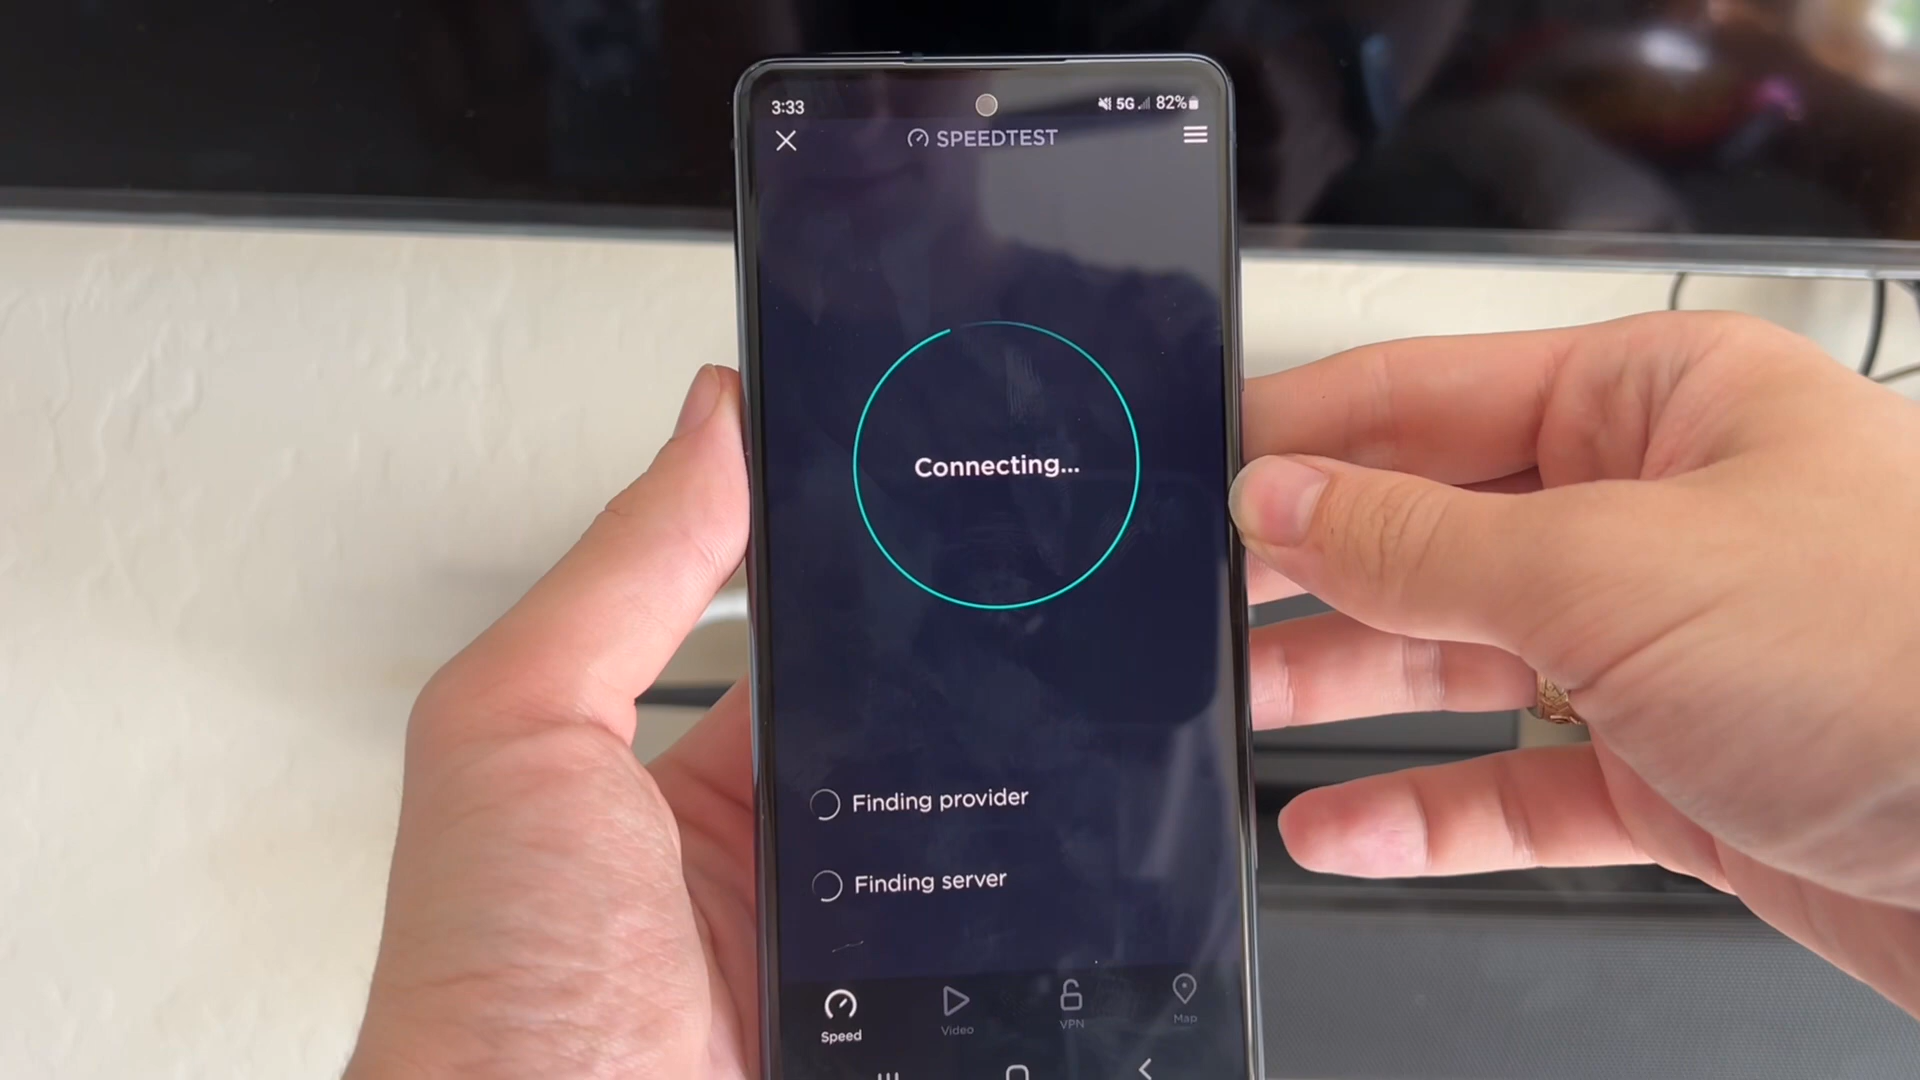 3:33
5G 82%
SPEEDTEST
Connecting...
Finding provider
Finding server
Speed Video VPN Map